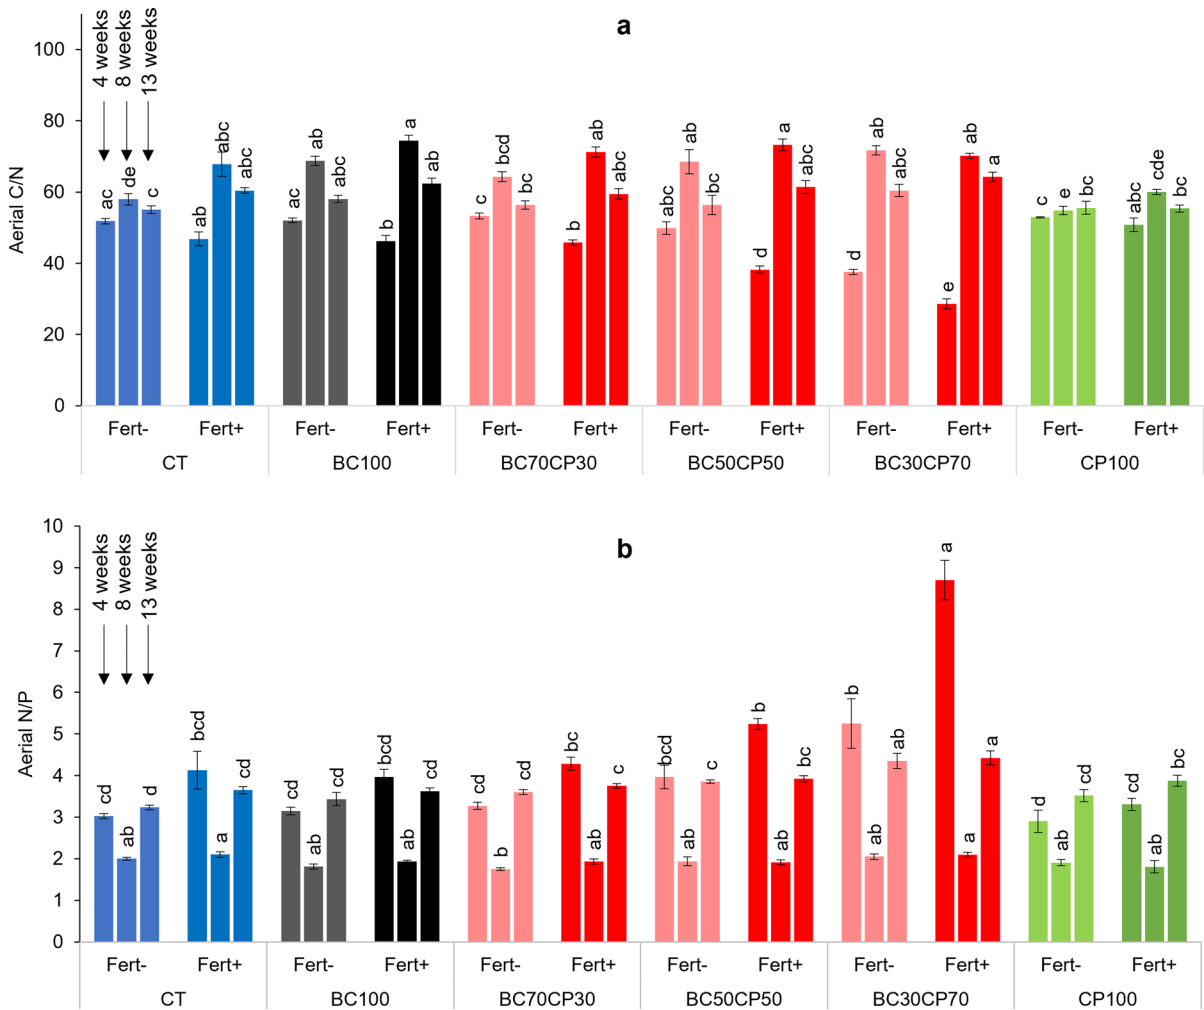 a
Aerial C/N
100
80
60
40
20
0
4 weeks
8 weeks
13 weeks
ac de c
ab abc abc
ac ab abc
b a ab
c bcd bc
b ab abc
abc ab bc
d a ab
d ab abc
e ab a
c e bc
abc cde bc
Fert- Fert+ Fert- Fert+ Fert- Fert+ Fert- Fert+ Fert- Fert+ Fert- Fert+
CT BC100 BC70CP30 BC50CP50 BC30CP70 CP100
b
Aerial N/P
10
9
8
7
6
5
4
3
2
1
0
4 weeks
8 weeks
13 weeks
cd ab d
bcd a cd
cd ab cd
bcd ab cd
cd b cd
bc ab c
bcd ab c
b ab bc
b ab ab
a a a
d ab cd
cd ab bc
Fert- Fert+ Fert- Fert+ Fert- Fert+ Fert- Fert+ Fert- Fert+ Fert- Fert+
CT BC100 BC70CP30 BC50CP50 BC30CP70 CP100